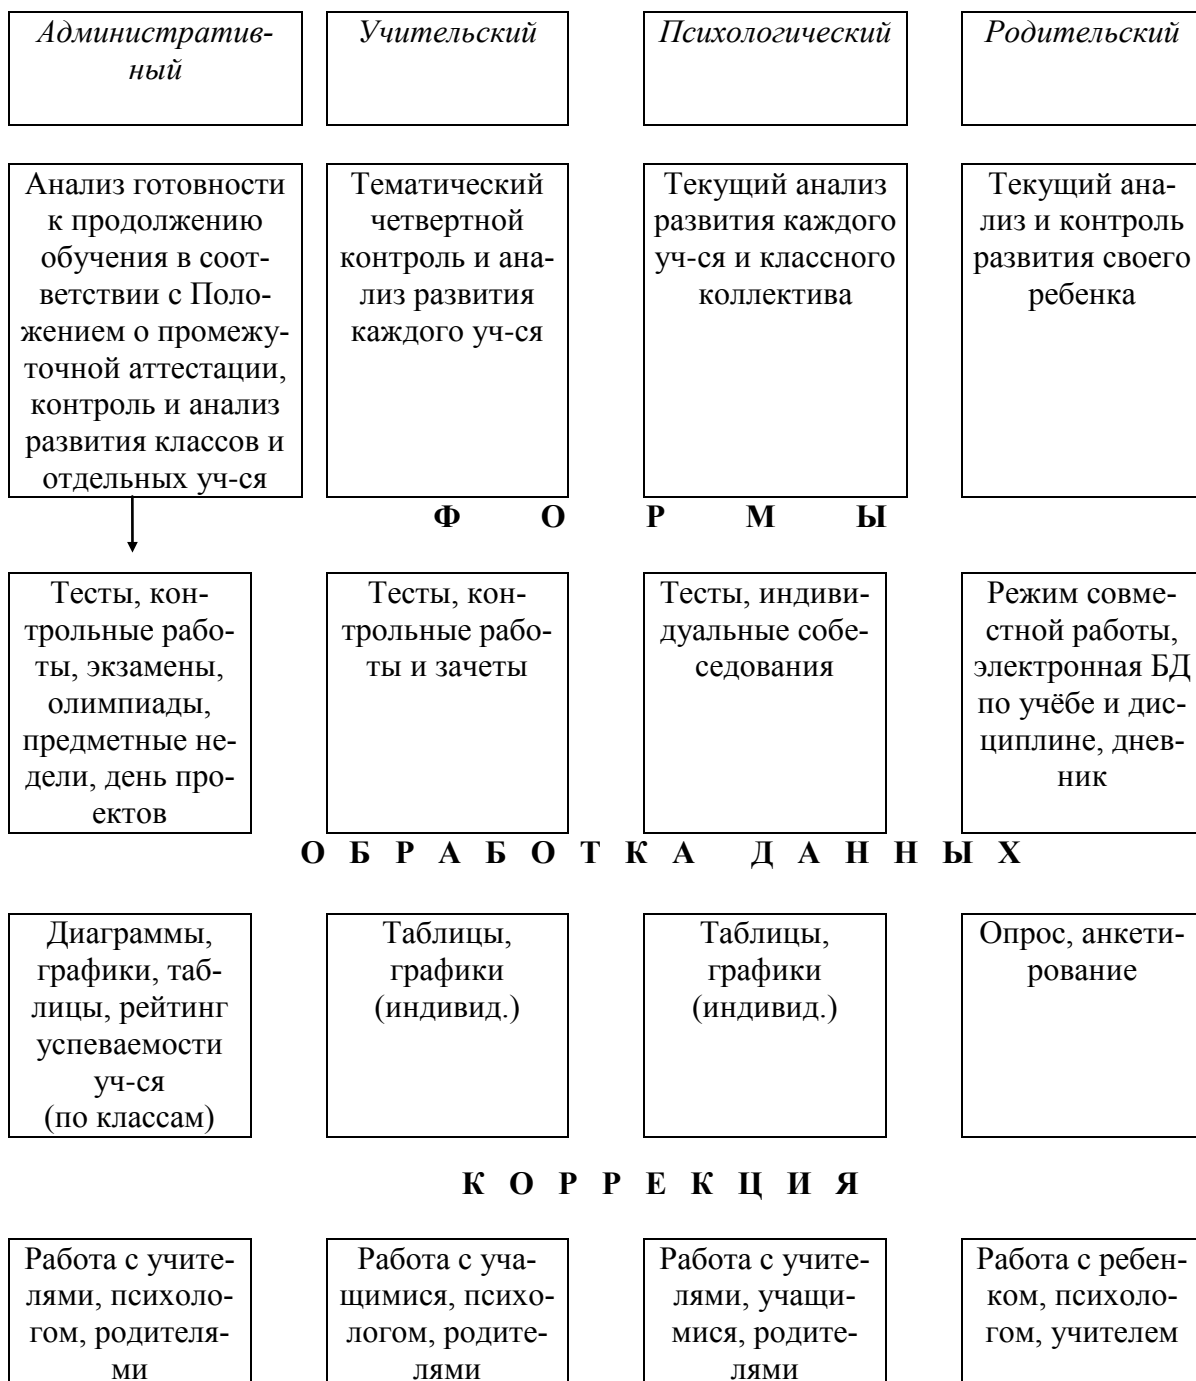 Административ-
ный
Учительский
Психологический
Родительский
Анализ готовности
к продолжению
обучения в соот-
ветствии с Поло-
жением о промежу-
точной аттестации,
контроль и анализ
развития классов и
отдельных уч-ся
Тематический
четвертной
контроль и ана-
лиз развития
каждого уч-ся
Текущий анализ
развития каждого
уч-ся и классного
коллектива
Текущий ана-
лиз и контроль
развития своего
ребенка
Ф О Р М Ы
Тесты, кон-
трольные рабо-
ты, экзамены,
олимпиады,
предметные не-
дели, день про-
ектов
Тесты, кон-
трольные рабо-
ты и зачеты
Тесты, индиви-
дуальные собе-
седования
Режим совме-
стной работы,
электронная БД
по учёбе и дис-
циплине, днев-
ник
О Б Р А Б О Т К А Д А Н Н Ы Х
Диаграммы,
графики, таб-
лицы, рейтинг
успеваемости
уч-ся
(по классам)
Таблицы,
графики
(индивид.)
Таблицы,
графики
(индивид.)
Опрос, анкети-
рование
К О Р Р Е К Ц И Я
Работа с учите-
лями, психоло-
гом, родителя-
ми
Работа с уча-
щимися, психо-
логом, родите-
лями
Работа с учите-
лями, учащи-
мися, родите-
лями
Работа с ребен-
ком, психоло-
гом, учителем